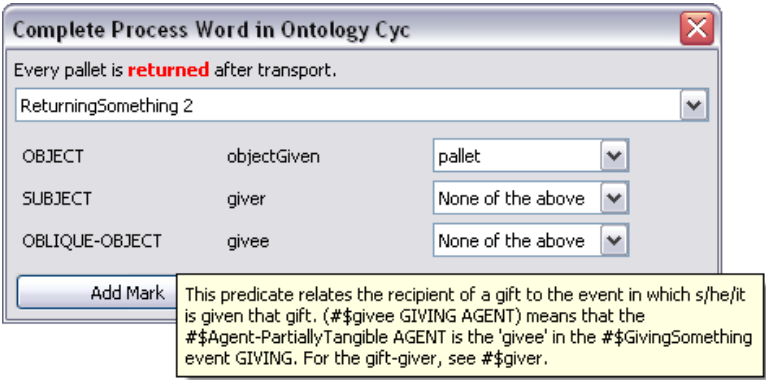 Complete Process Word in Ontology Cyc
Every pallet is returned after transport.
ReturningSomething 2
OBJECT objectGiven pallet
SUBJECT giver None of the above
OBLIQUE-OBJECT givee None of the above
Add Mark
This predicate relates the recipient of a gift to the event in which s/he/it
is given that gift. (#$givee GIVING AGENT) means that the
#$Agent-PartiallyTangible AGENT is the 'givee' in the #$GivingSomething
event GIVING. For the gift-giver, see #$giver.